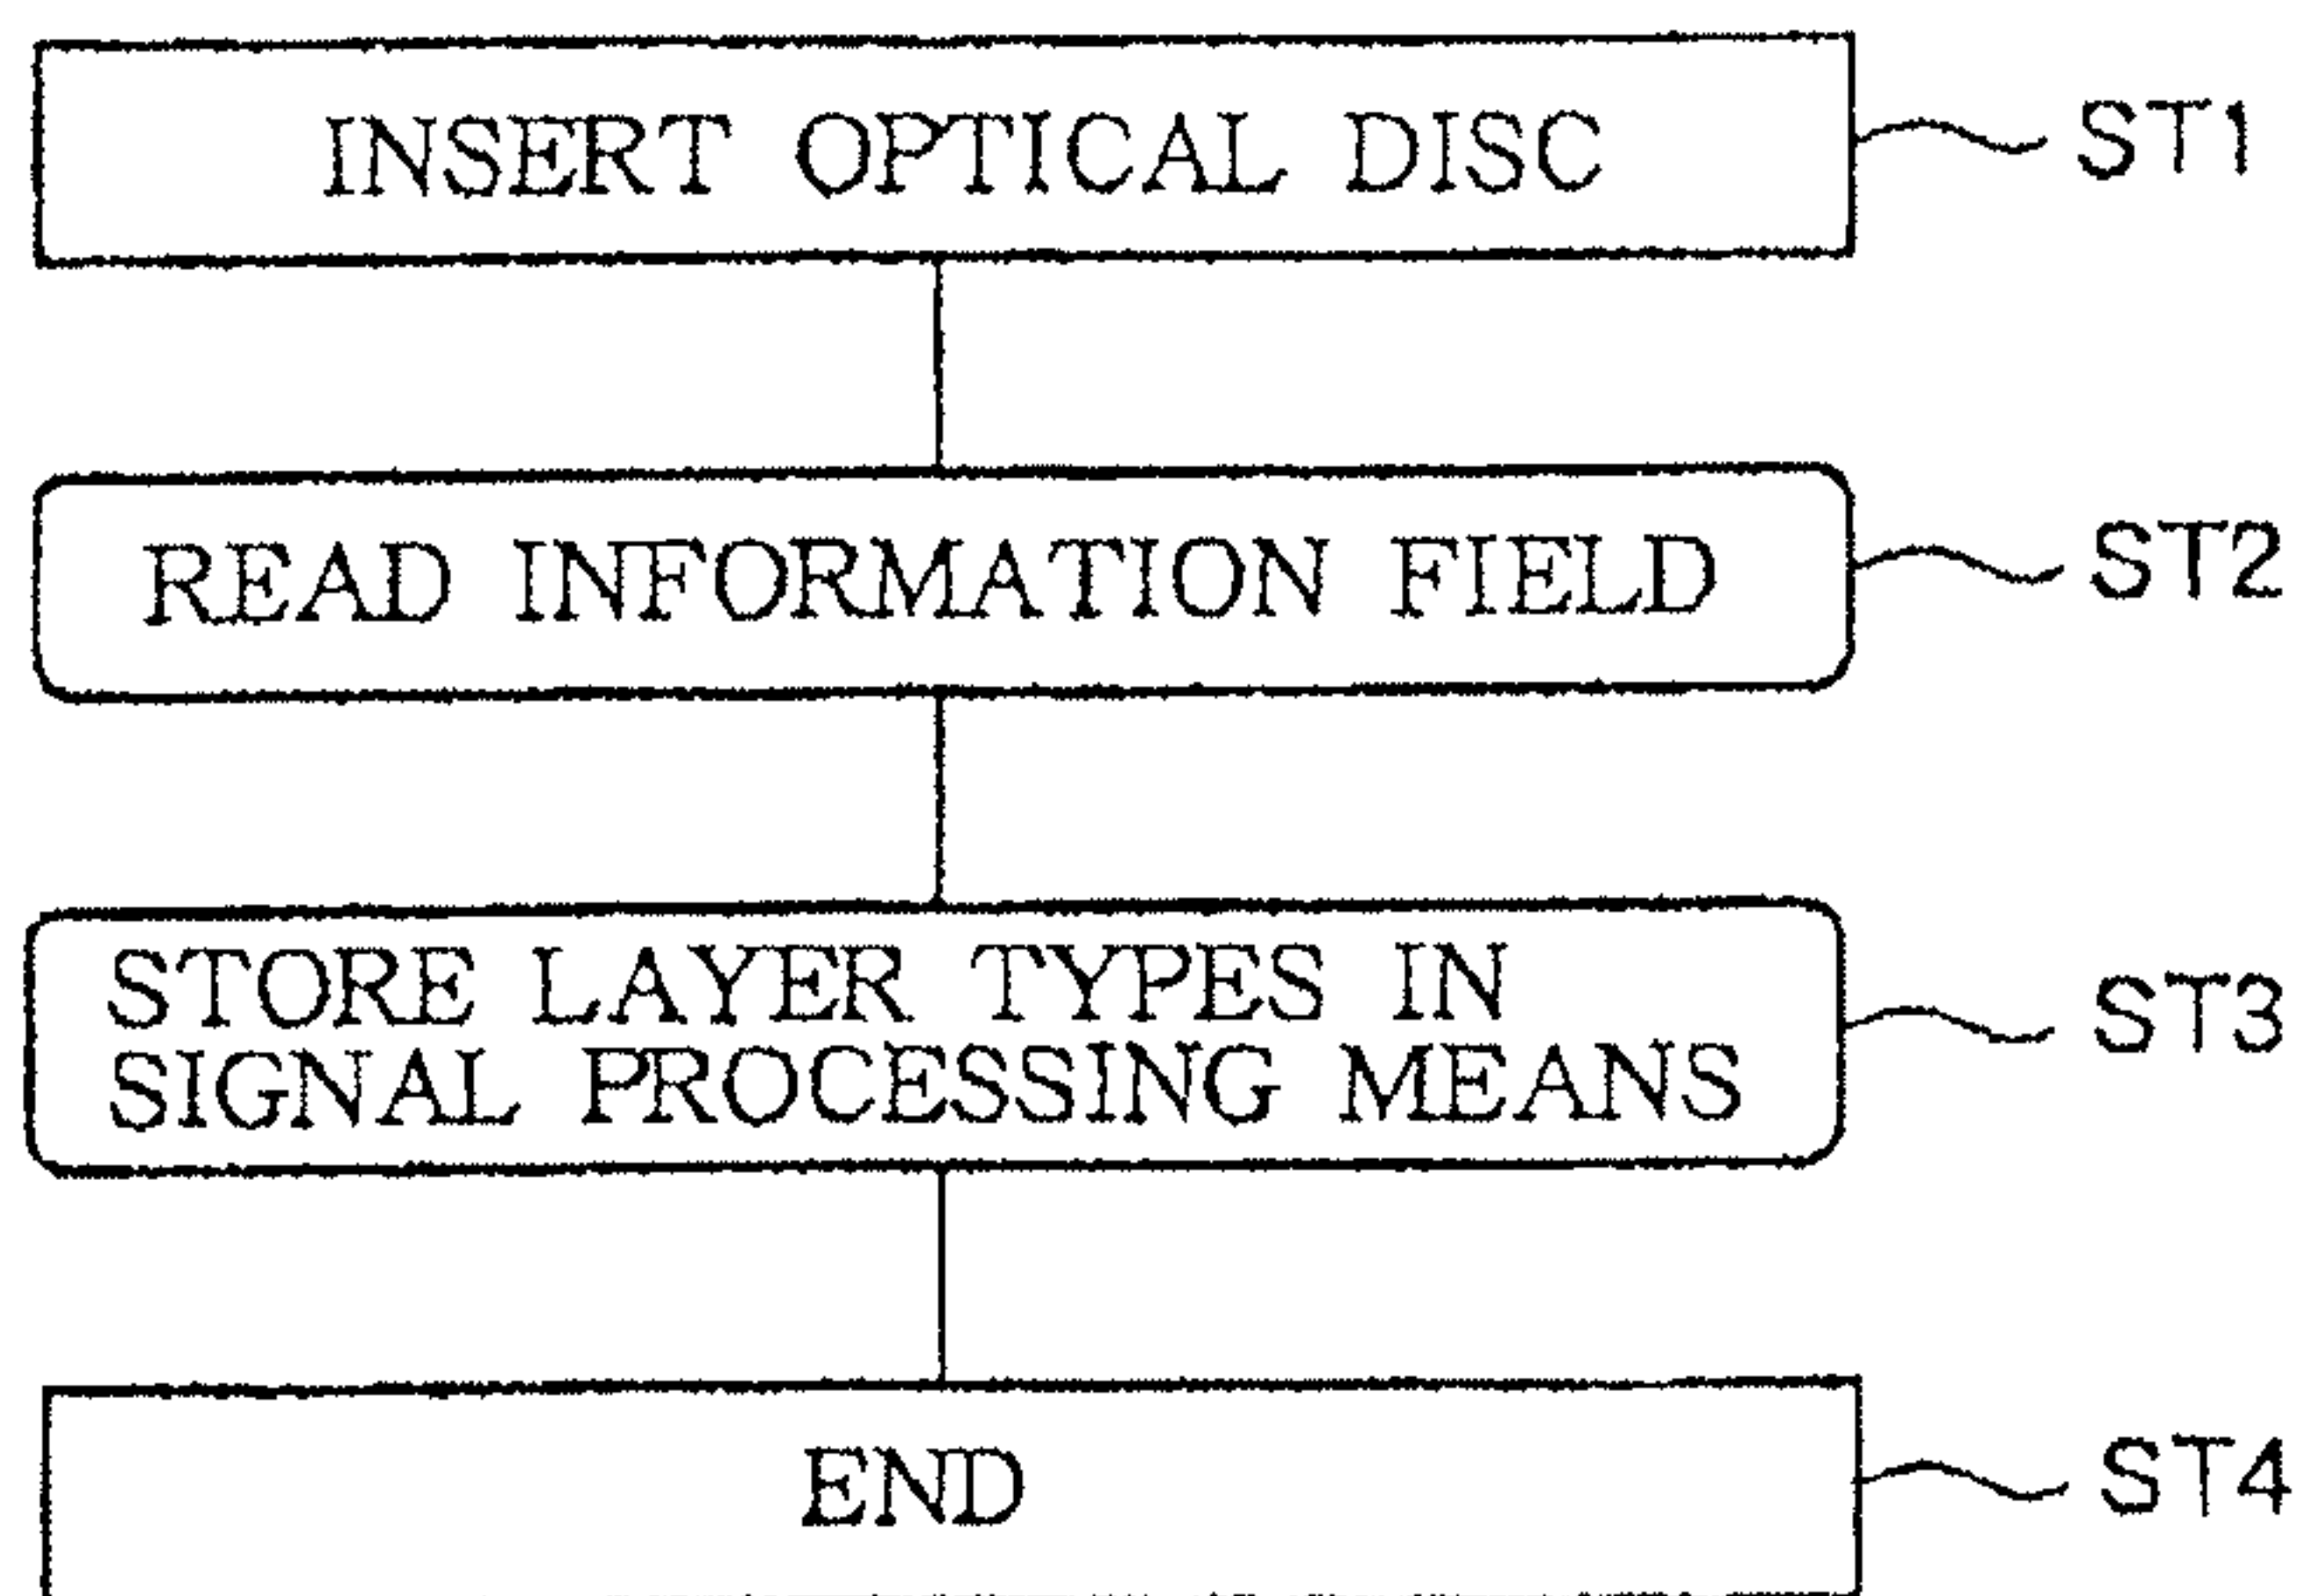 INSERT OPTICAL DISC
ST1
READ INFORMATION FIELD
ST2
STORE LAYER TYPES IN
SIGNAL PROCESSING MEANS
ST3
END
ST4